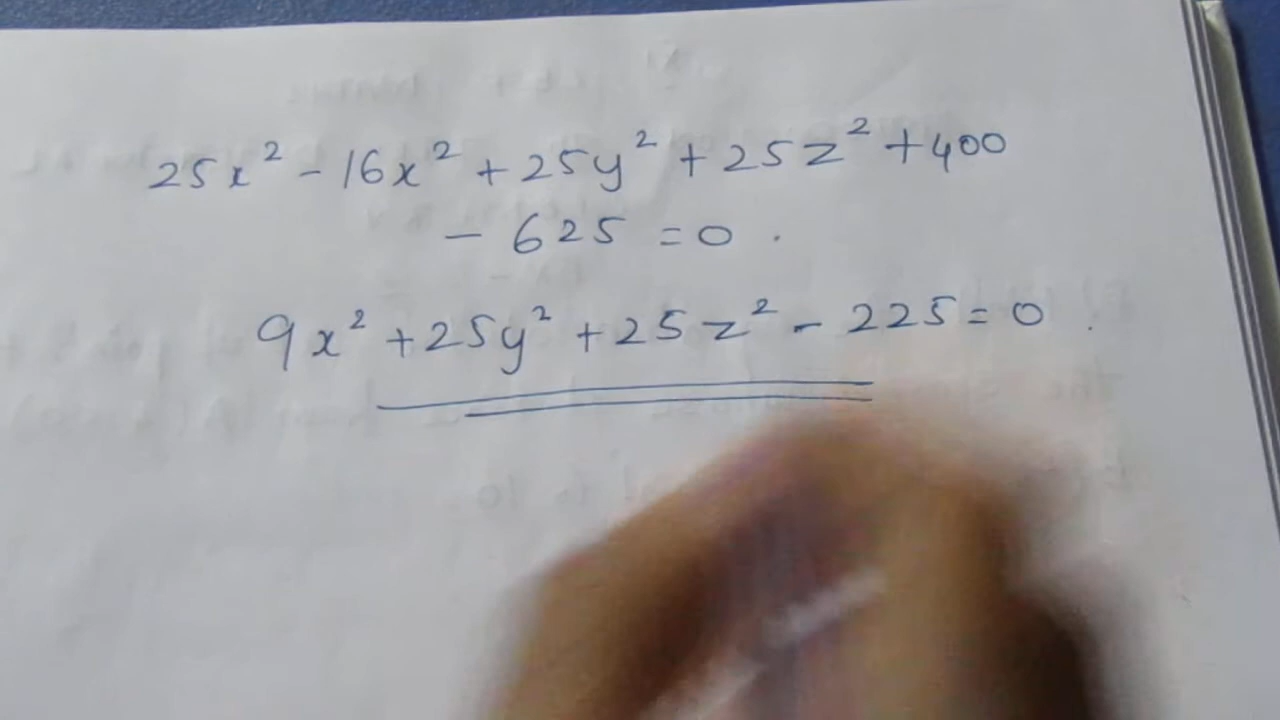 25x² - 16x² + 25y² + 25z² + 400
- 625 = 0 .
9x² + 25y² + 25z² - 225 = 0 .